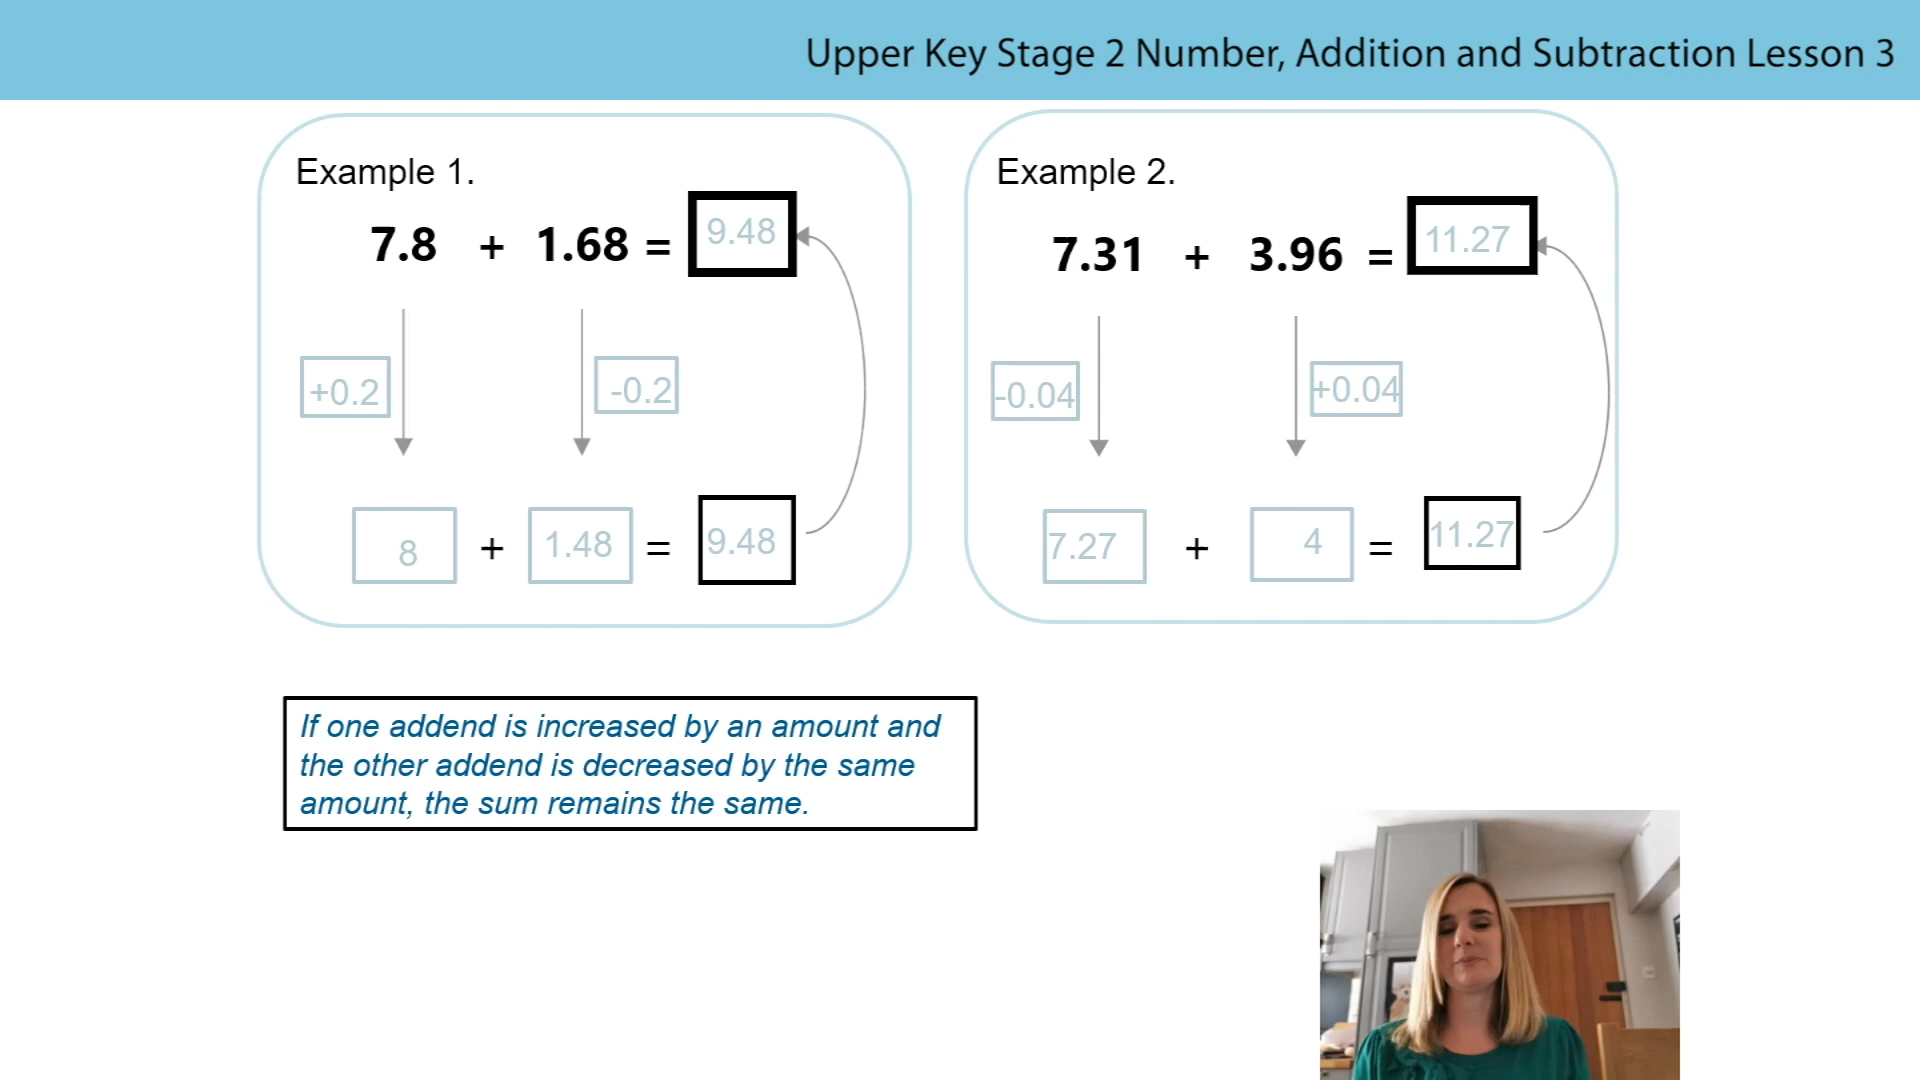 Upper Key Stage 2 Number, Addition and Subtraction Lesson 3
Example 1.
7.8 + 1.68 = 9.48
+0.2 -0.2
8 + 1.48 = 9.48
Example 2.
7.31 + 3.96 = 11.27
-0.04 +0.04
7.27 + 4 = 11.27
If one addend is increased by an amount and
the other addend is decreased by the same
amount, the sum remains the same.